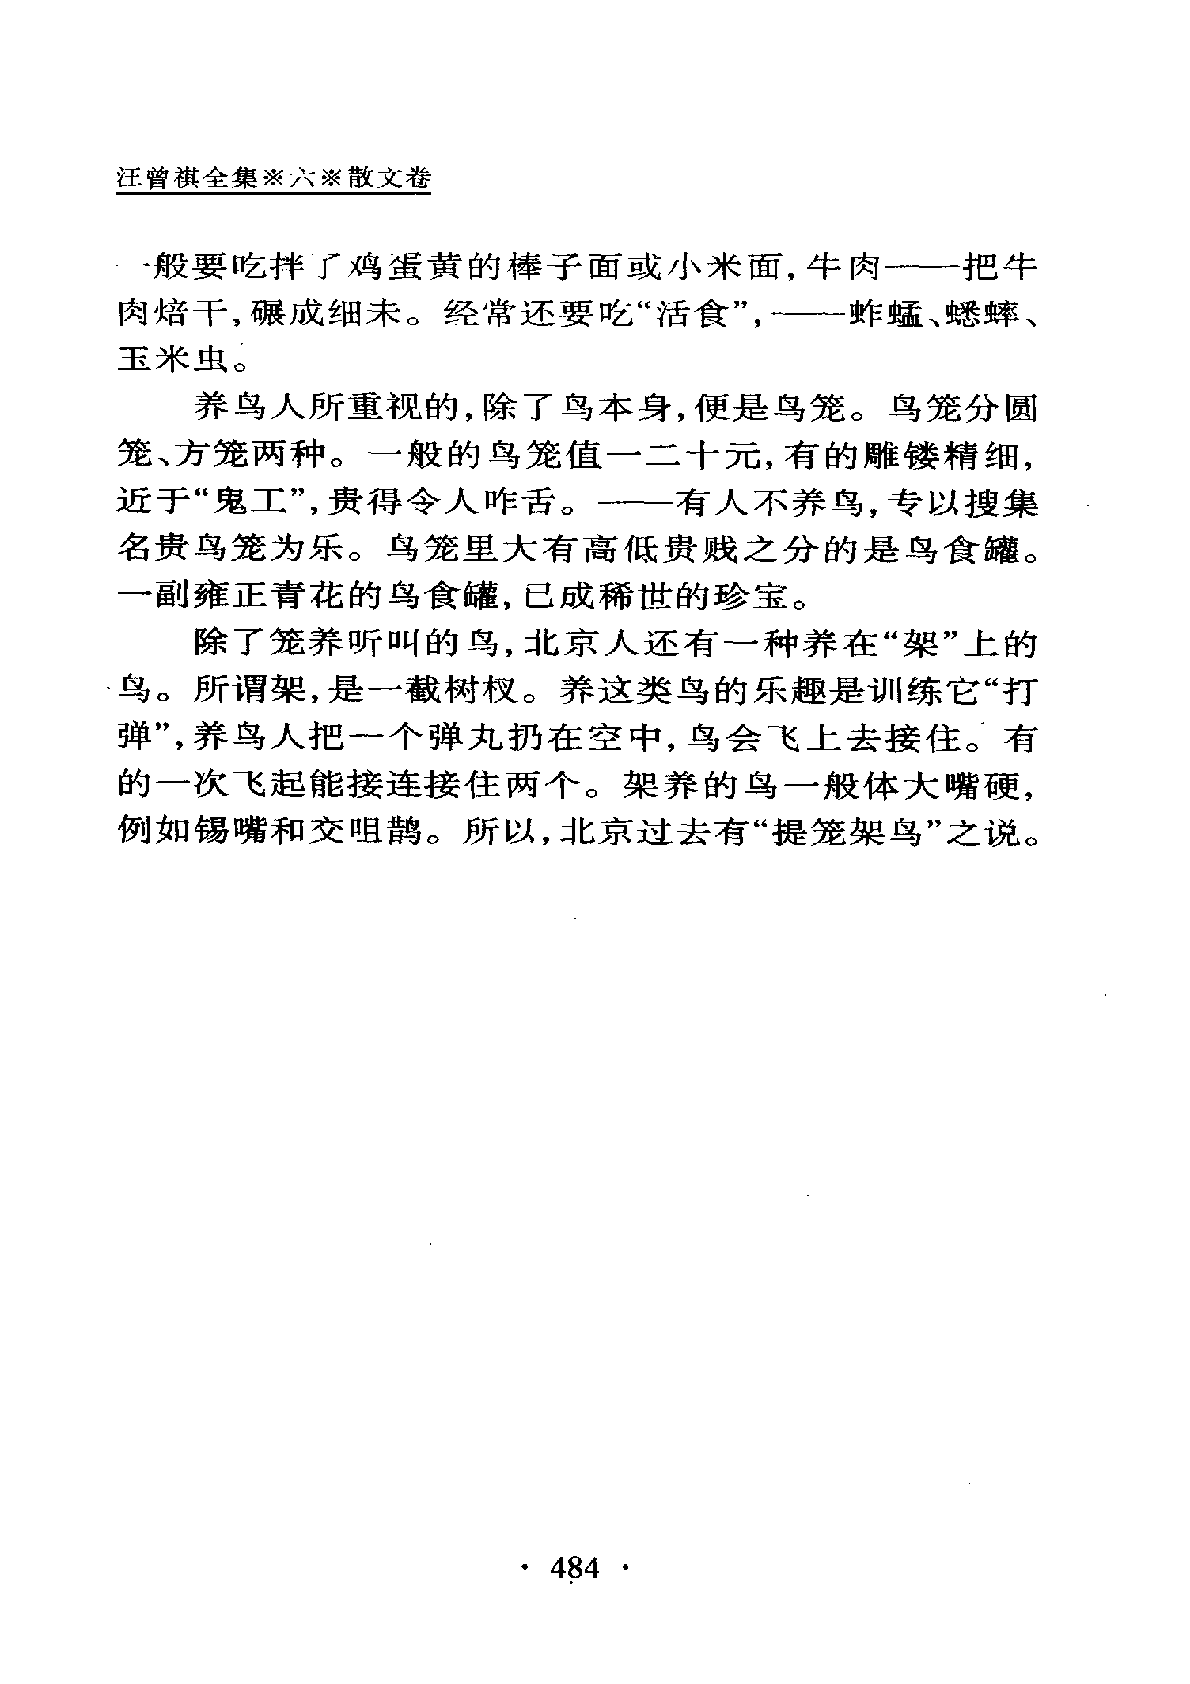 汪曾祺全集※六※散文卷
一般要吃拌了鸡蛋黄的棒子面或小米面，牛肉——把牛
肉焙干，碾成细末。经常还要吃“活食”，——蚱蜢、蟋蟀、
玉米虫。
养鸟人所重视的，除了鸟本身，便是鸟笼。鸟笼分圆
笼、方笼两种。一般的鸟笼值一二十元，有的雕镂精细，
近于“鬼工”，贵得令人咋舌。——有人不养鸟，专以搜集
名贵鸟笼为乐。鸟笼里大有高低贵贱之分的是鸟食罐。
一副雍正青花的鸟食罐，已成稀世的珍宝。
除了笼养听叫的鸟，北京人还有一种养在“架”上的
鸟。所谓架，是一截树杈。养这类鸟的乐趣是训练它“打
弹”，养鸟人把一个弹丸扔在空中，鸟会飞上去接住。有
的一次飞起能接连接住两个。架养的鸟一般体大嘴硬，
例如锡嘴和交咀鹊。所以，北京过去有“提笼架鸟”之说。
· 484 ·